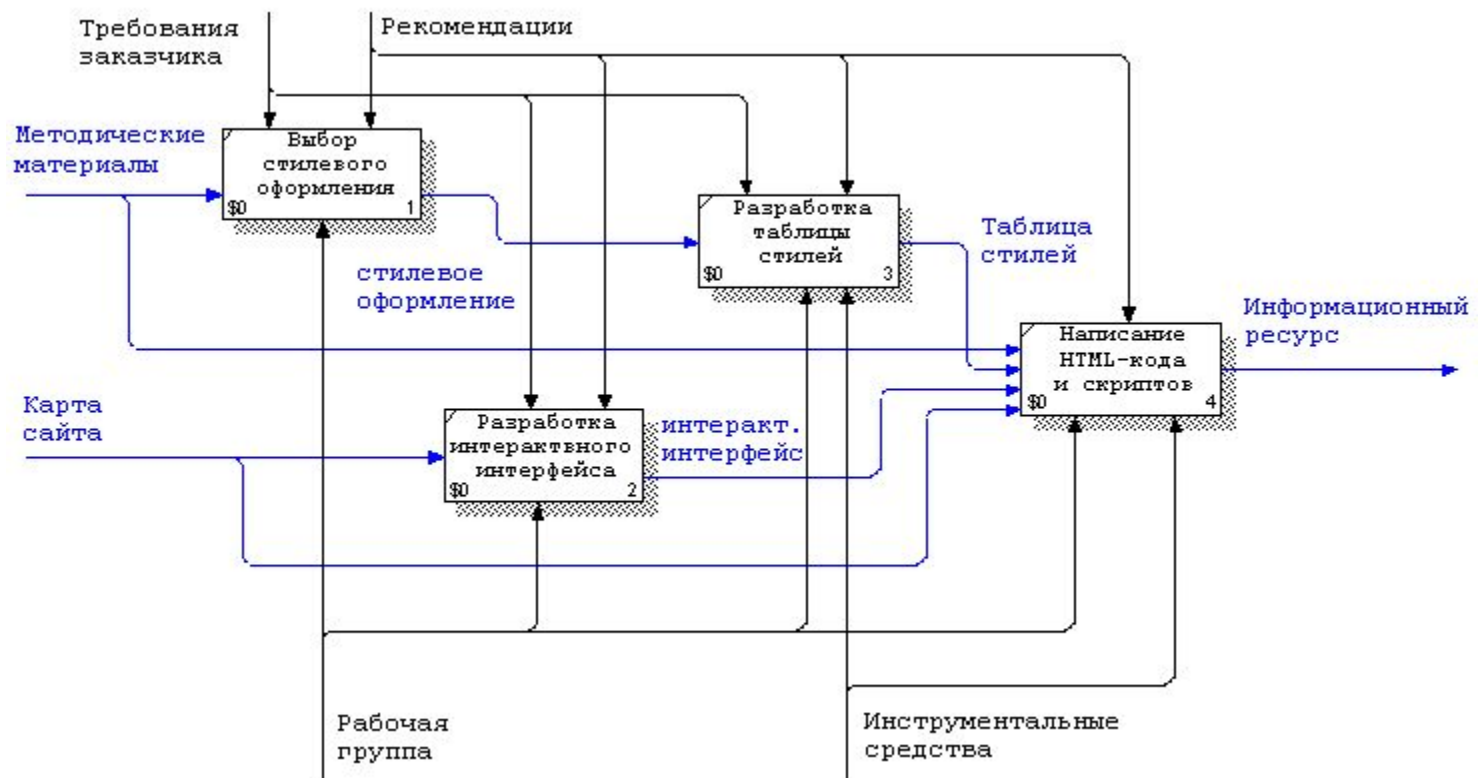 Требования
заказчика
Рекомендации
Методические
материалы
Выбор
стилевого
оформления
$0
1
стилевое
оформление
Разработка
таблицы
стилей
$0
3
Таблица
стилей
Написание
HTML-кода
и скриптов
$0
4
Информационный
ресурс
Карта
сайта
Разработка
интерактвного
интерфейса
$0
2
интеракт.
интерфейс
Рабочая
группа
Инструментальные
средства